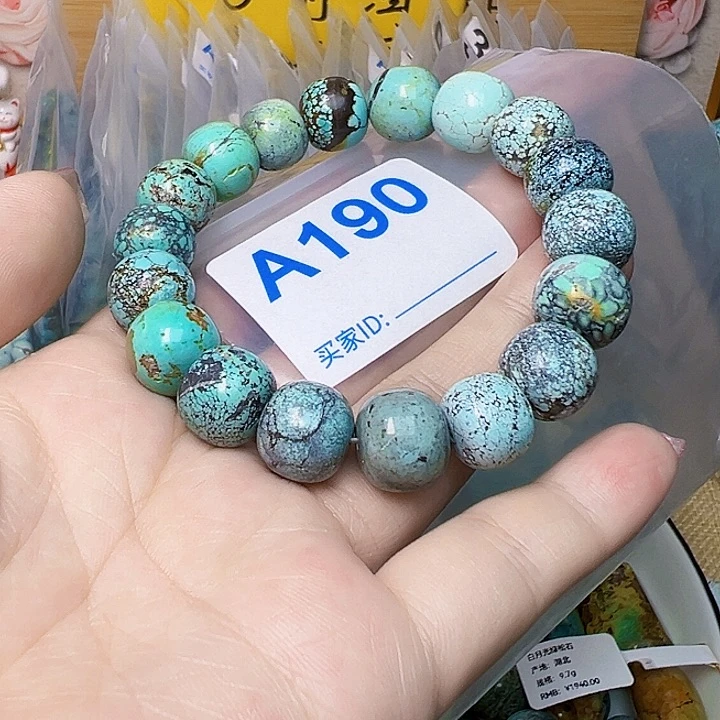 A190
买家ID:
白月光绿松石
产地: 湖北
规格: 9.7g
RMB: ¥1940.00